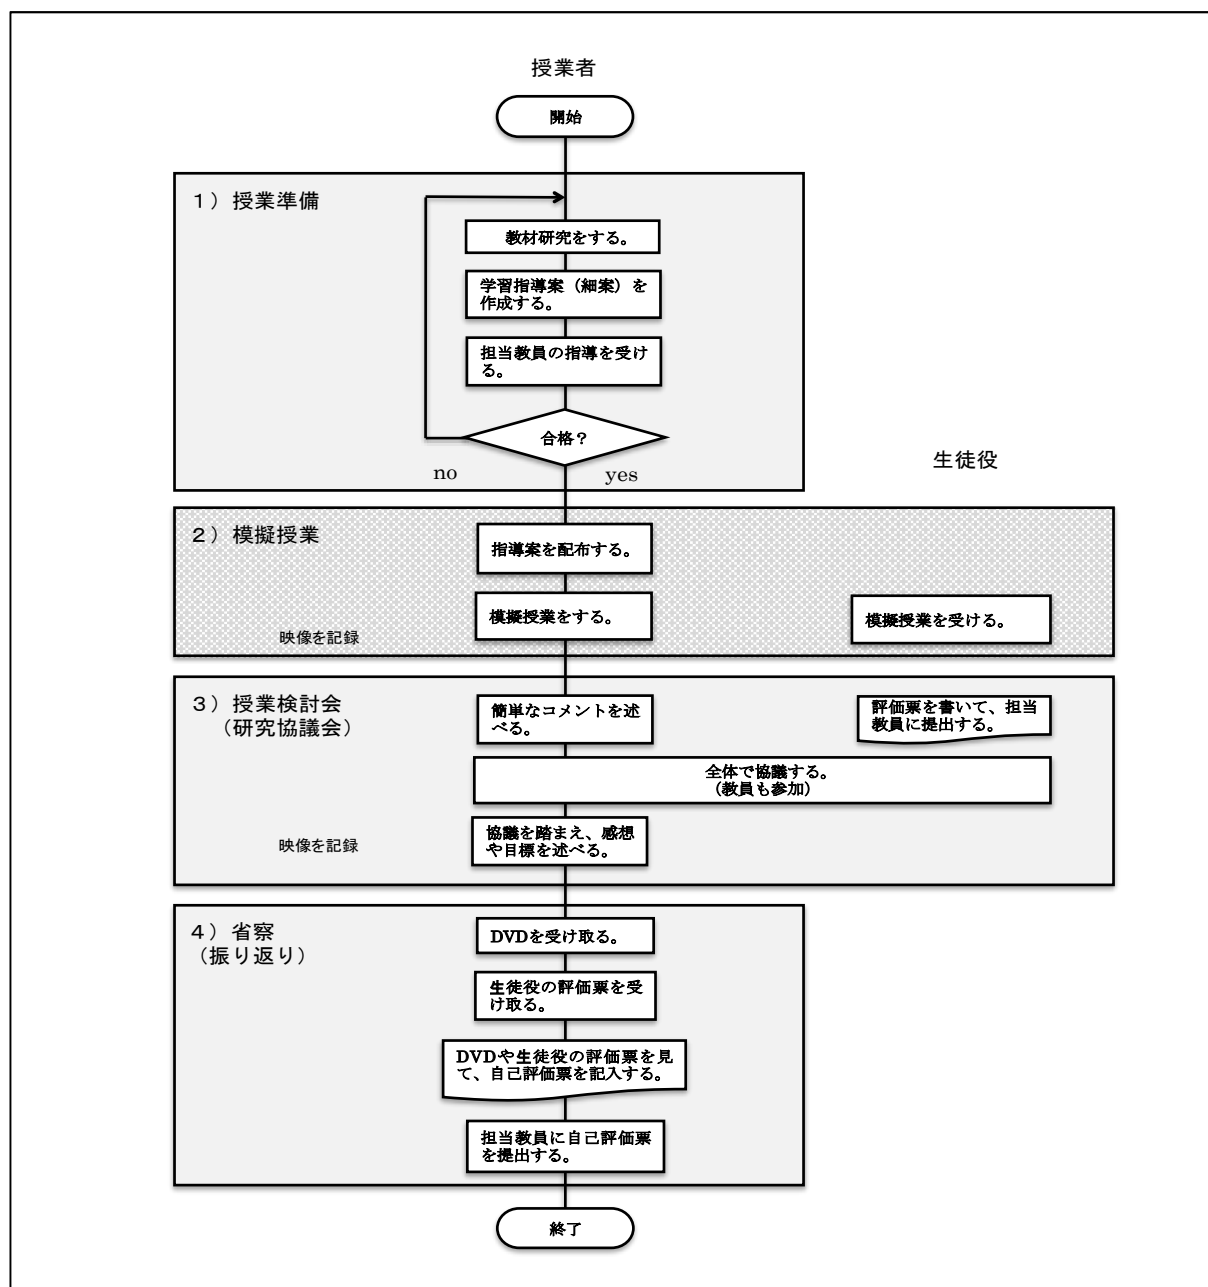 授業者
開始
１）授業準備
教材研究をする。
学習指導案（細案）を
作成する。
担当教員の指導を受け
る。
合格？
no
yes
生徒役
２）模擬授業
指導案を配布する。
模擬授業をする。
模擬授業を受ける。
映像を記録
３）授業検討会
（研究協議会）
簡単なコメントを述
べる。
評価票を書いて、担当
教員に提出する。
全体で協議する。
（教員も参加）
協議を踏まえ、感想
や目標を述べる。
映像を記録
４）省察
（振り返り）
DVDを受け取る。
生徒役の評価票を受
け取る。
DVDや生徒役の評価票を見
て、自己評価票を記入する。
担当教員に自己評価票
を提出する。
終了